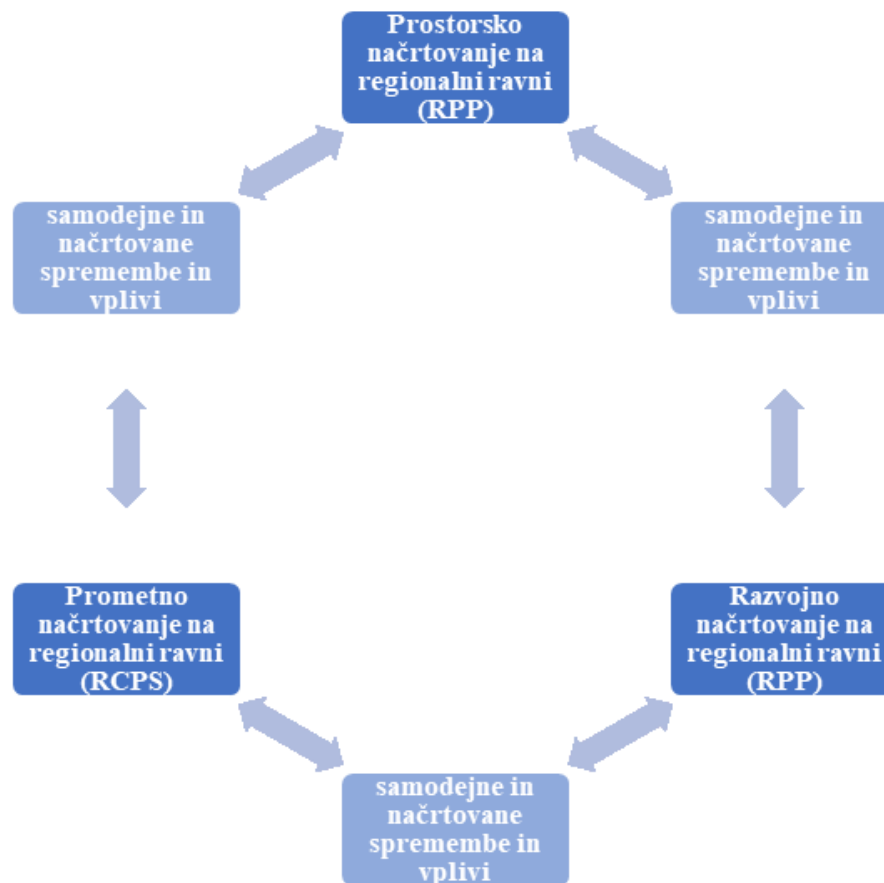 Prostorsko
načrtovanje na
regionalni ravni
(RPP)
samodejne in
načrtovane
spremembe in
vplivi
samodejne in
načrtovane
spremembe in
vplivi
Prometno
načrtovanje na
regionalni ravni
(RCPS)
Razvojno
načrtovanje na
regionalni ravni
(RPP)
samodejne in
načrtovane
spremembe in
vplivi